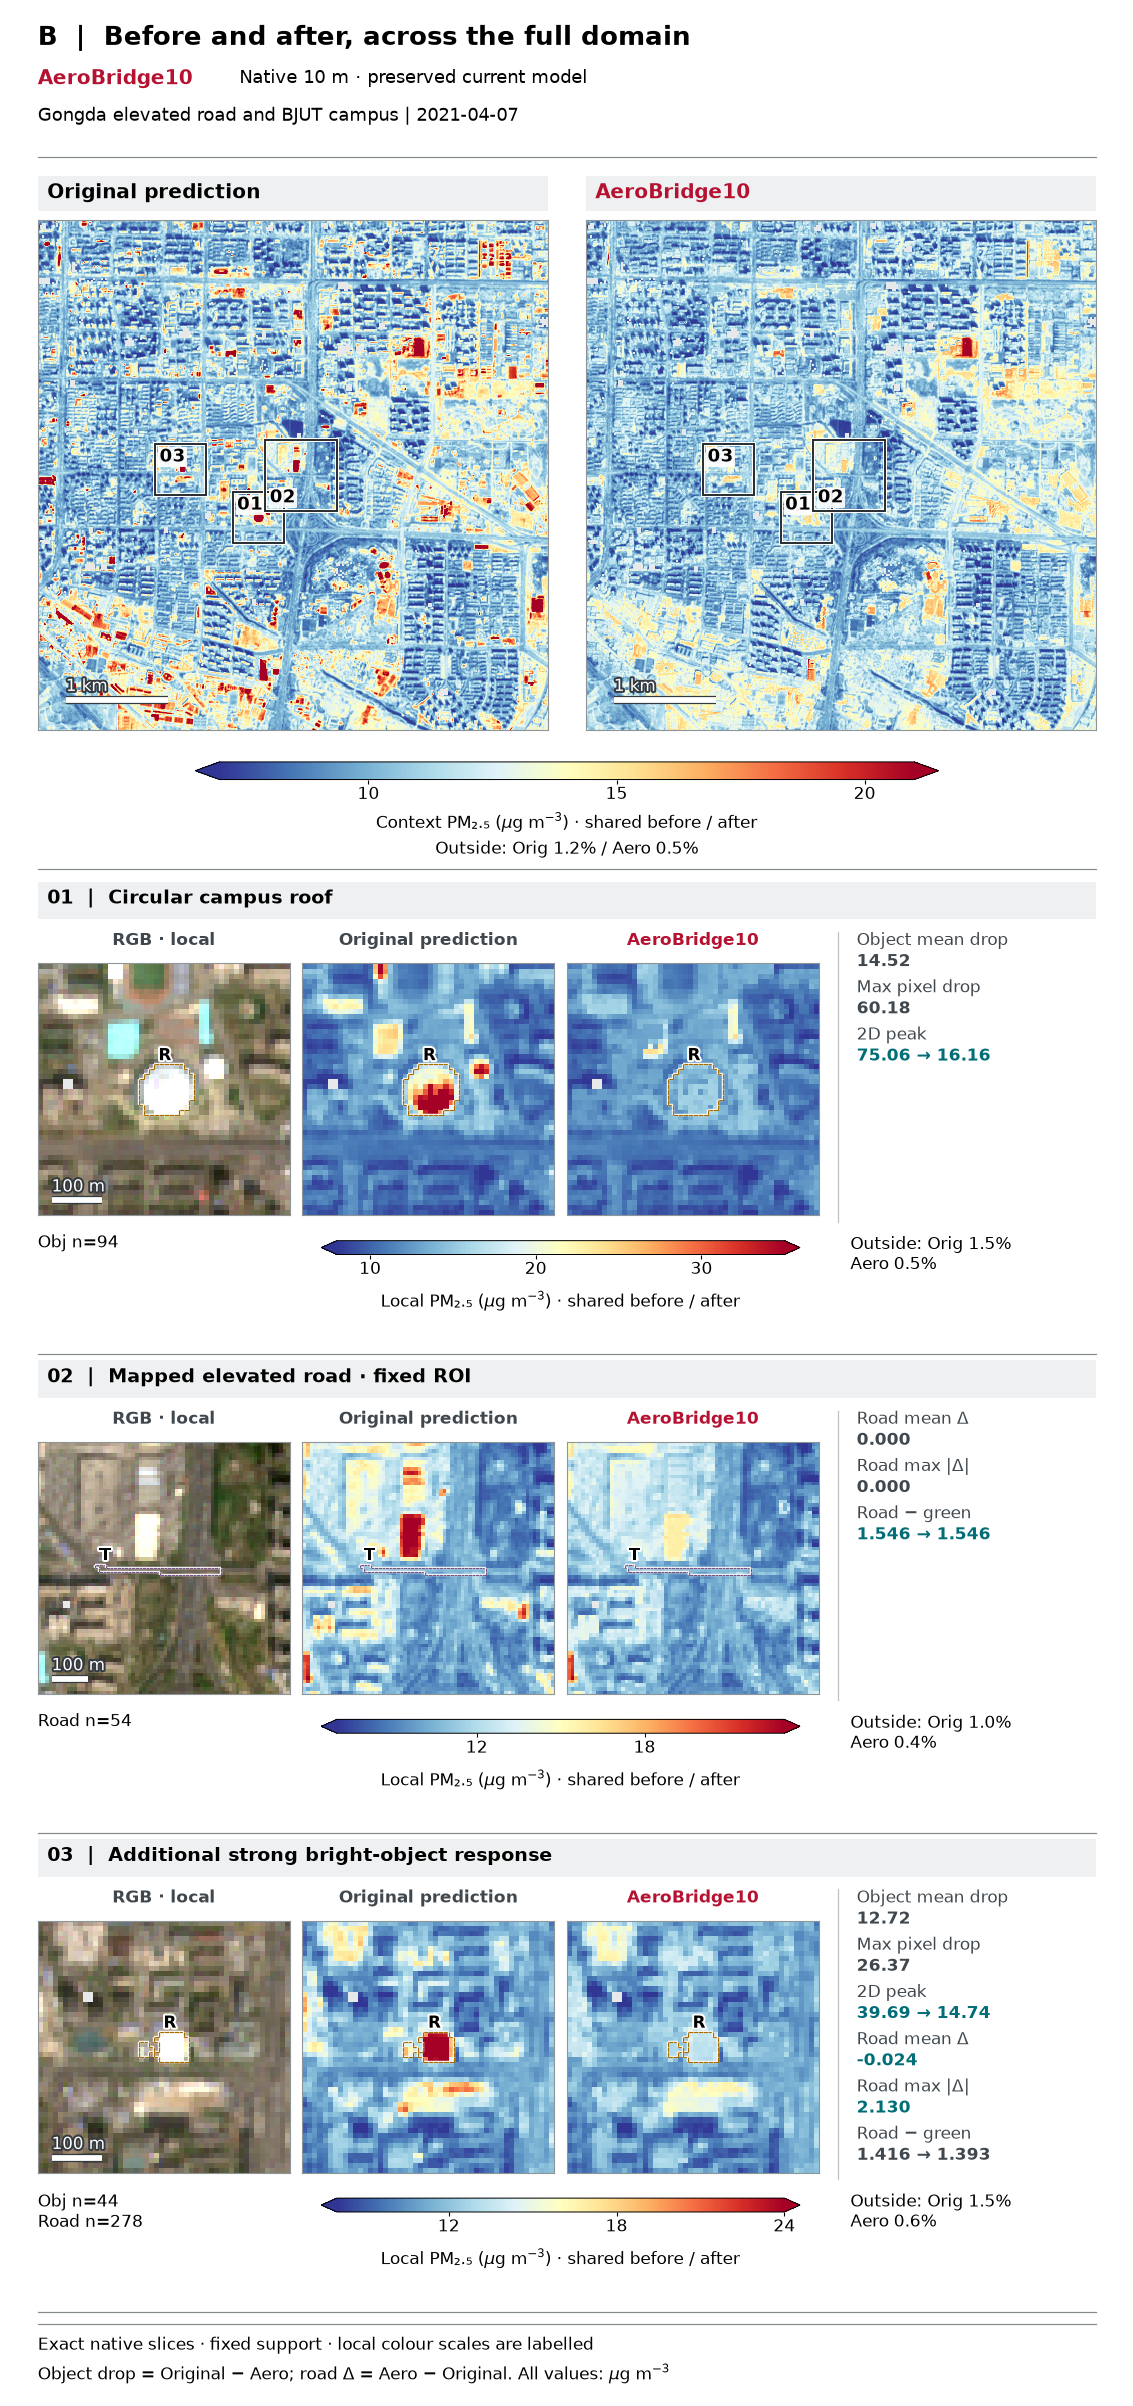 B | Before and after, across the full domain
AeroBridge10 Native 10 m · preserved current model
Gongda elevated road and BJUT campus | 2021-04-07
Original prediction AeroBridge10
03 03
01 02 01 02
1 km 1 km
10 15 20
Context PM₂.₅ (μg m⁻³) · shared before / after
Outside: Orig 1.2% / Aero 0.5%
01 | Circular campus roof
RGB · local Original prediction AeroBridge10
Object mean drop
14.52
Max pixel drop
60.18
2D peak
75.06 → 16.16
R R R
100 m
Obj n=94
10 20 30
Local PM₂.₅ (μg m⁻³) · shared before / after
Outside: Orig 1.5%
Aero 0.5%
02 | Mapped elevated road · fixed ROI
RGB · local Original prediction AeroBridge10
Road mean Δ
0.000
Road max |Δ|
0.000
Road − green
1.546 → 1.546
T T T
100 m
Road n=54
12 18
Local PM₂.₅ (μg m⁻³) · shared before / after
Outside: Orig 1.0%
Aero 0.4%
03 | Additional strong bright-object response
RGB · local Original prediction AeroBridge10
Object mean drop
12.72
Max pixel drop
26.37
2D peak
39.69 → 14.74
Road mean Δ
-0.024
Road max |Δ|
2.130
Road − green
1.416 → 1.393
R R R
100 m
Obj n=44
Road n=278
12 18 24
Local PM₂.₅ (μg m⁻³) · shared before / after
Outside: Orig 1.5%
Aero 0.6%
Exact native slices · fixed support · local colour scales are labelled
Object drop = Original − Aero; road Δ = Aero − Original. All values: μg m⁻³